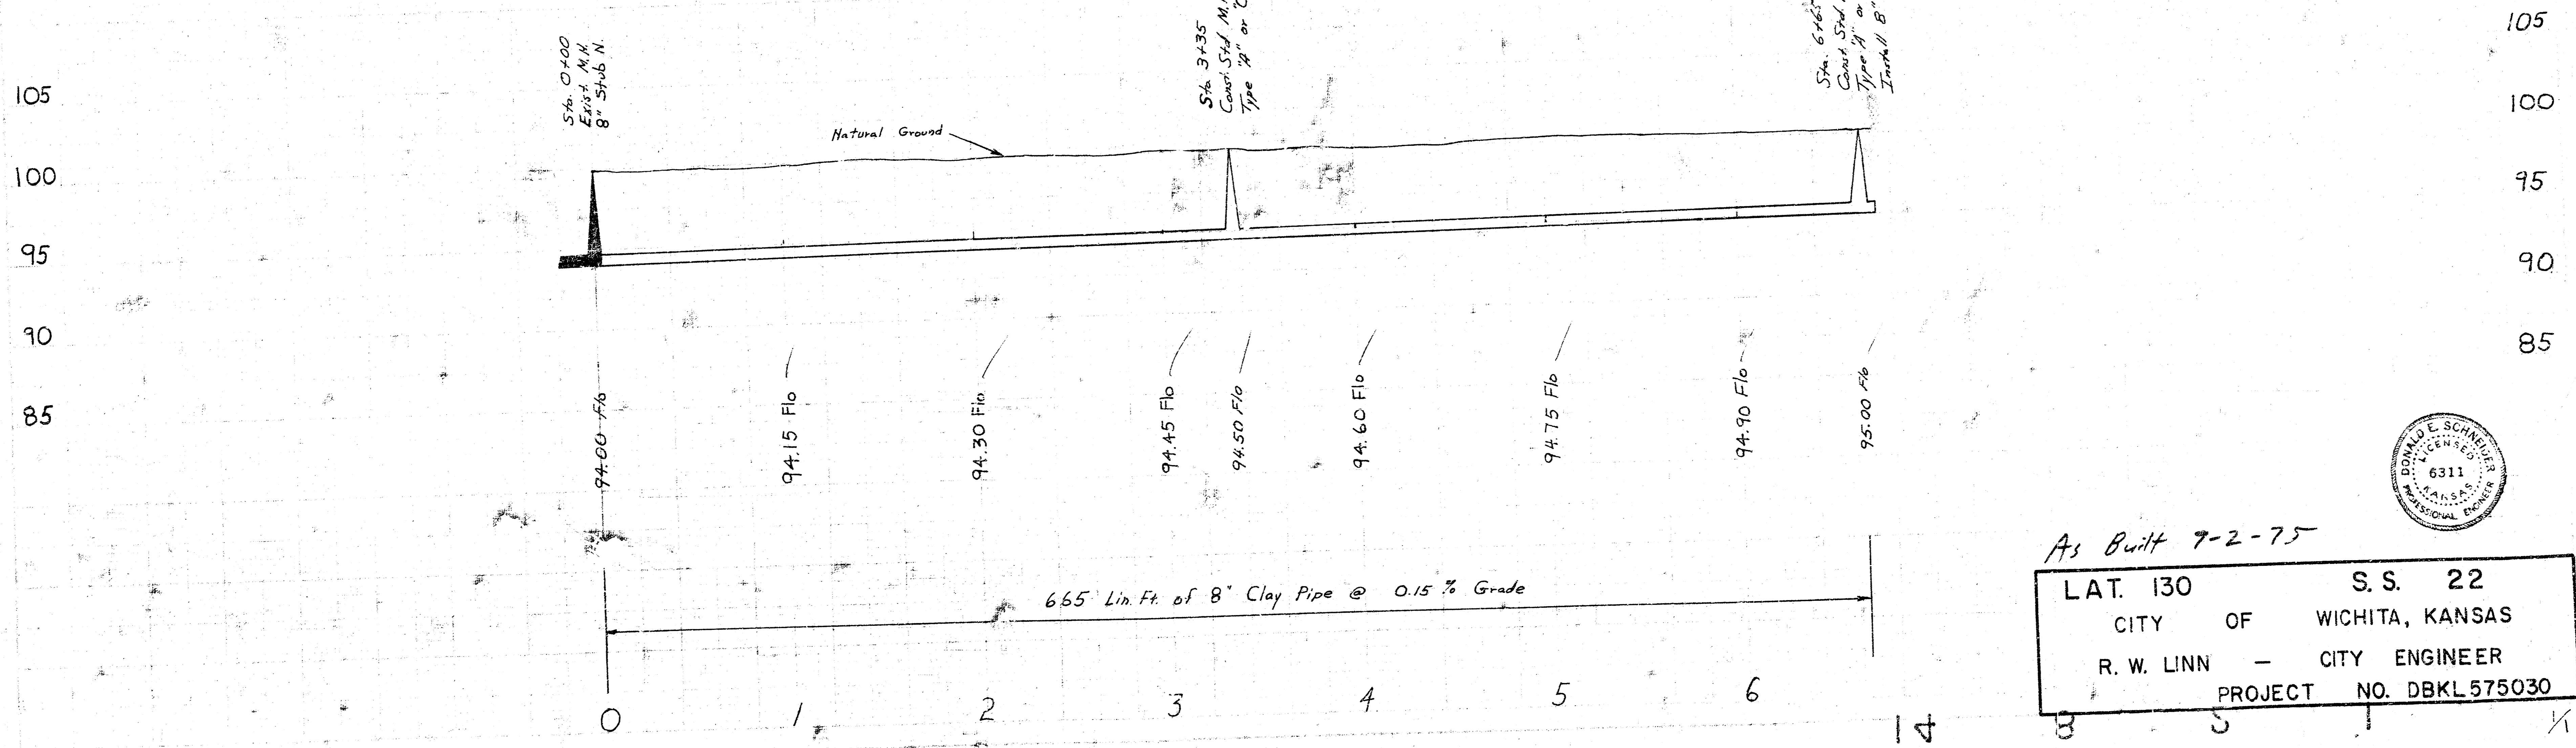 105
100
95
90
85
Sta. 0+00
Exist. M.H.
8" Stub N.
Natural Ground
Sta 3+35
Const. Std M.
Type "A" or
Sta. 6+65
Const. Std.
Type "A" or
Install 8"
105
100
95
90
85
94.00 Flo
94.15 Flo
94.30 Flo
94.45 Flo
94.50 Flo
94.60 Flo
94.75 Flo
94.90 Flo
95.00 Flo
665 Lin. Ft. of 8" Clay Pipe @ 0.15 % Grade
0 1 2 3 4 5 6
DONALD E. SCHNEIDER
LICENSED
6311
KANSAS
PROFESSIONAL ENGINEER
As Built 9-2-75
LAT. 130 S.S. 22
CITY OF WICHITA, KANSAS
R. W. LINN — CITY ENGINEER
PROJECT NO. DBKL575030
1/1